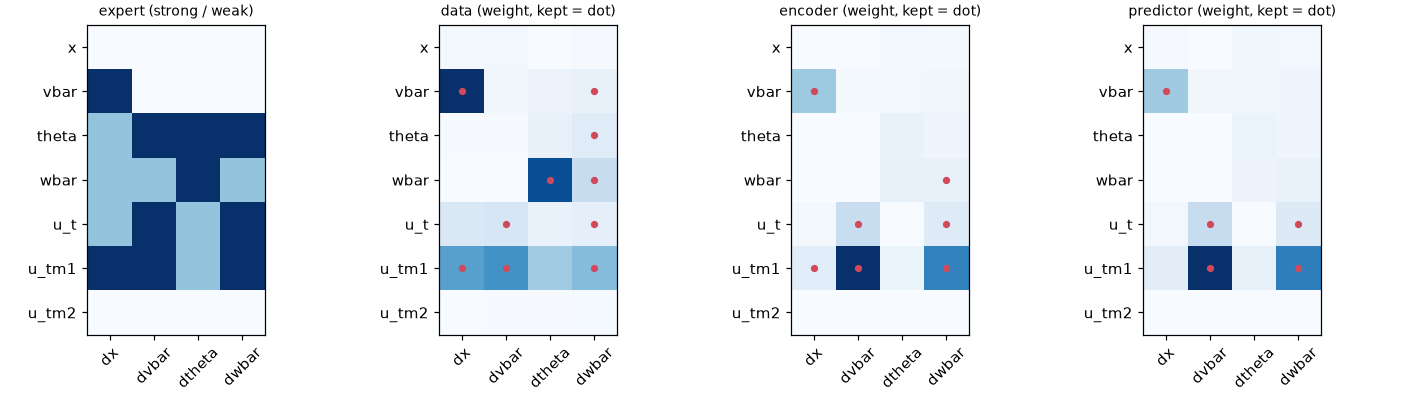 expert (strong / weak)
x
vbar
theta
wbar
u_t
u_tm1
u_tm2
dx
dvbar
dtheta
dwbar
data (weight, kept = dot)
x
vbar
theta
wbar
u_t
u_tm1
u_tm2
dx
dvbar
dtheta
dwbar
encoder (weight, kept = dot)
x
vbar
theta
wbar
u_t
u_tm1
u_tm2
dx
dvbar
dtheta
dwbar
predictor (weight, kept = dot)
x
vbar
theta
wbar
u_t
u_tm1
u_tm2
dx
dvbar
dtheta
dwbar